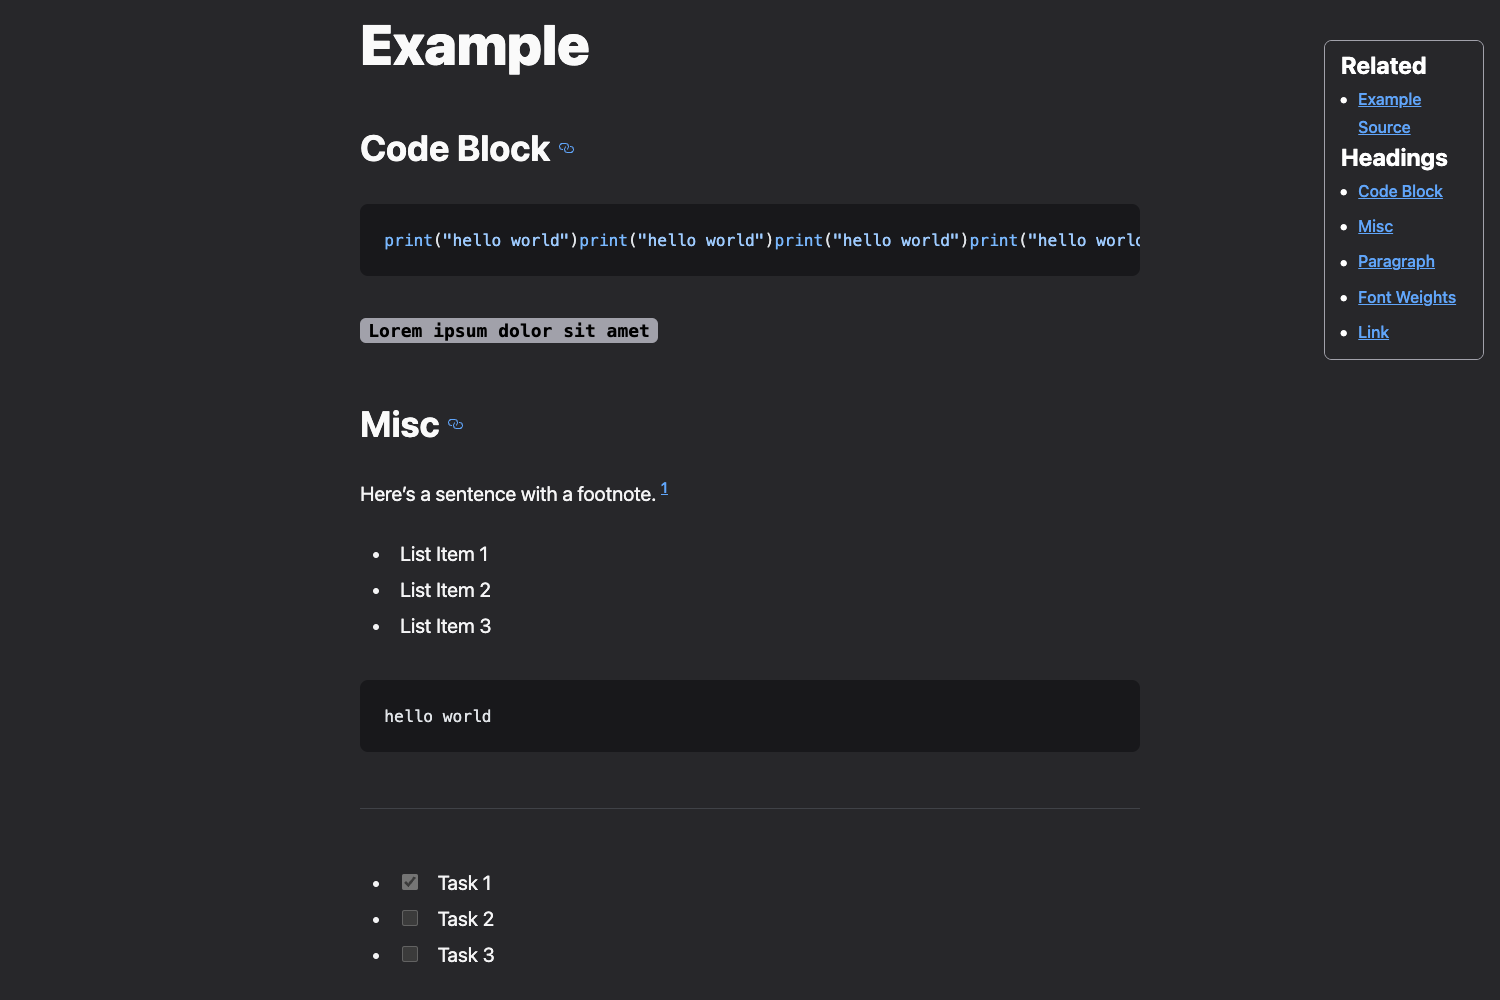 Example
Code Block
print("hello world")print("hello world")print("hello world")print("hello world
Lorem ipsum dolor sit amet
Misc
Here’s a sentence with a footnote. 1
List Item 1
List Item 2
List Item 3
hello world
Task 1
Task 2
Task 3
Related
Example
Source
Headings
Code Block
Misc
Paragraph
Font Weights
Link